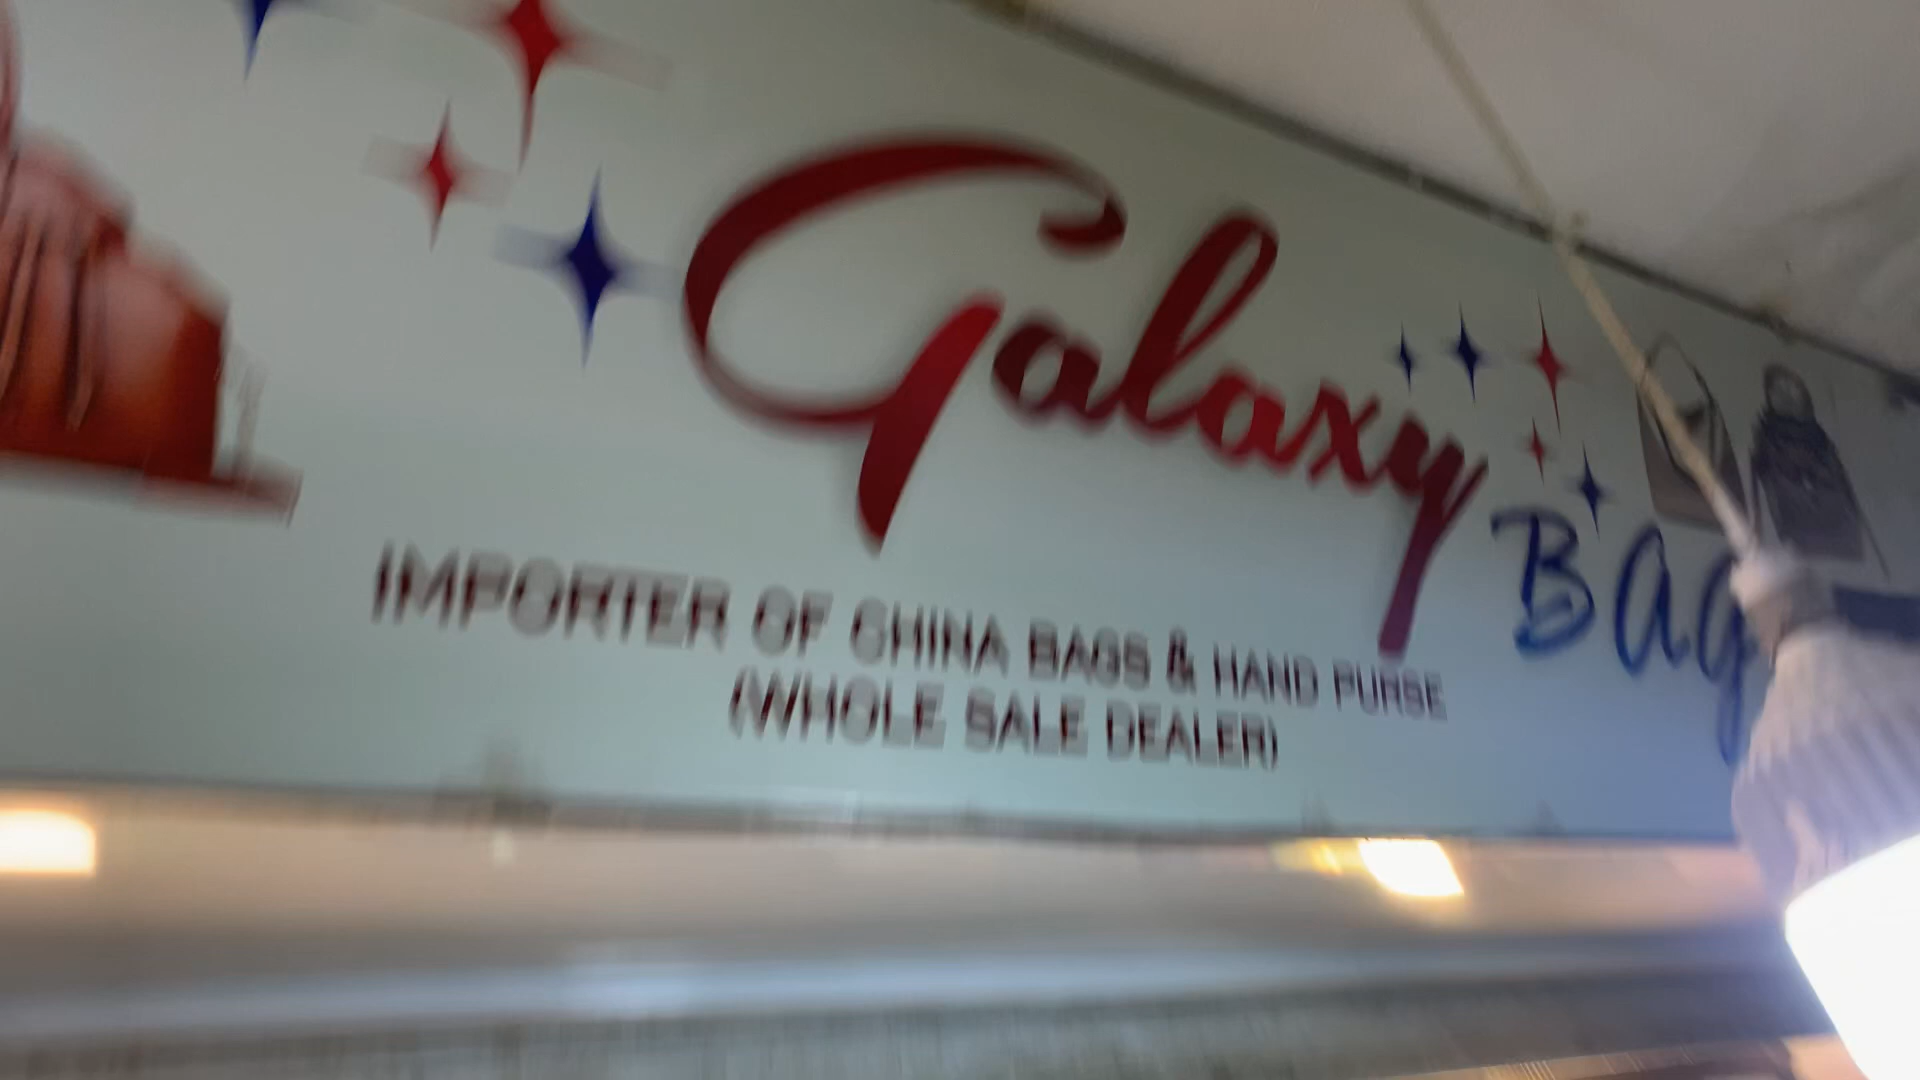 Galaxy
Bag
IMPORTER OF CHINA BAGS & HAND PURSE
(WHOLE SALE DEALER)